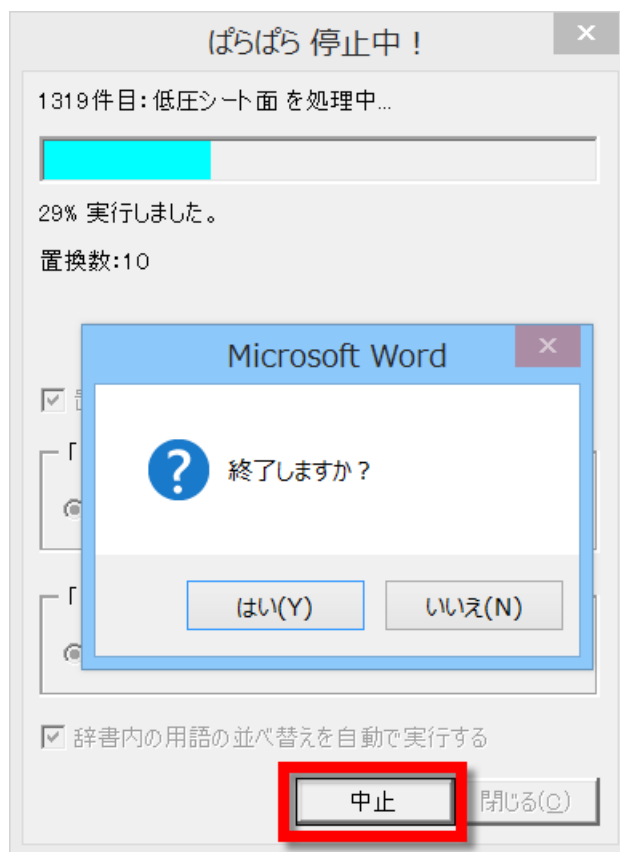 ぱらぱら 停止中！
1319件目：低圧シート面 を処理中...
29% 実行しました。
置換数：10
Microsoft Word
終了しますか？
はい(Y)
いいえ(N)
「
「
辞書内の用語の並べ替えを自動で実行する
中止
閉じる(C)